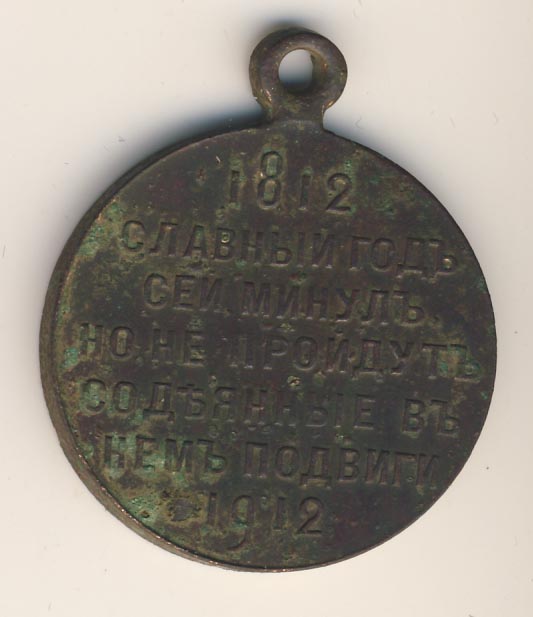 1812
СЛАВНЫЙ ГОДЪ
СЕЙ МИНУЛЪ,
НО НЕ ПРОЙДУТЪ
СОДѢЯННЫЕ ВЪ
НЕМЪ ПОДВИГИ
1912